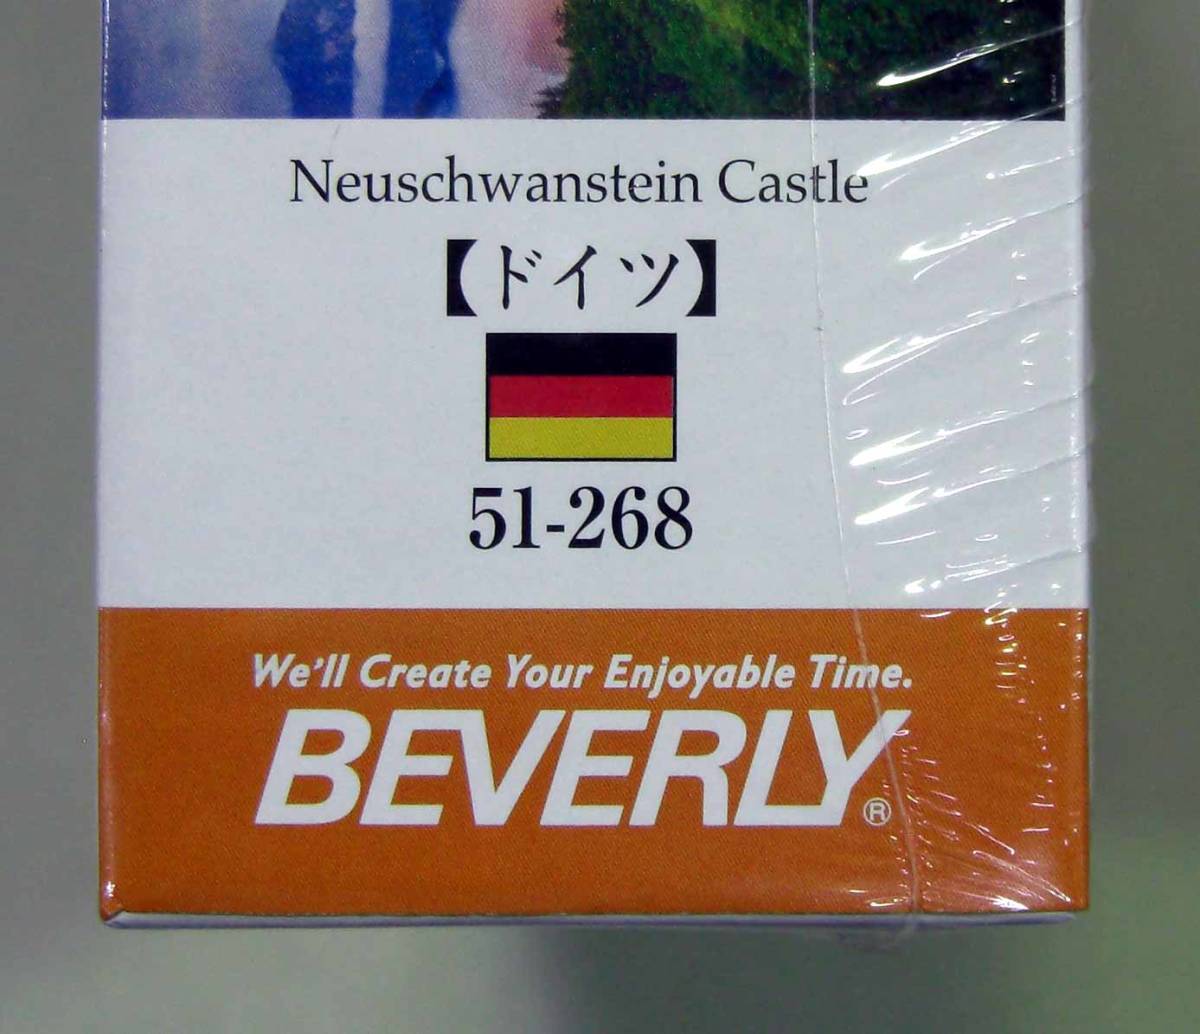 Neuschwanstein Castle
【ドイツ】
51-268
We'll Create Your Enjoyable Time.
BEVERLY®